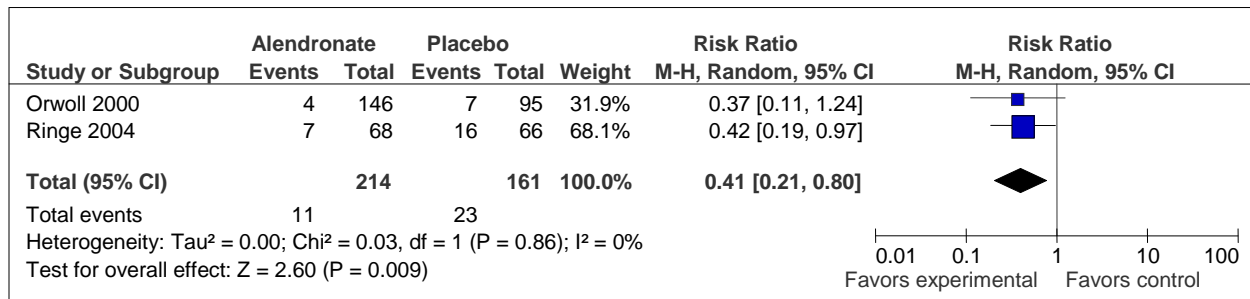 Alendronate Placebo Risk Ratio Risk Ratio
Study or Subgroup Events Total Events Total Weight M-H, Random, 95% CI M-H, Random, 95% CI
Orwoll 2000 4 146 7 95 31.9% 0.37 [0.11, 1.24]
Ringe 2004 7 68 16 66 68.1% 0.42 [0.19, 0.97]
Total (95% CI) 214 161 100.0% 0.41 [0.21, 0.80]
Total events 11 23
Heterogeneity: Tau² = 0.00; Chi² = 0.03, df = 1 (P = 0.86); I² = 0%
Test for overall effect: Z = 2.60 (P = 0.009)
0.01 0.1 1 10 100
Favors experimental Favors control